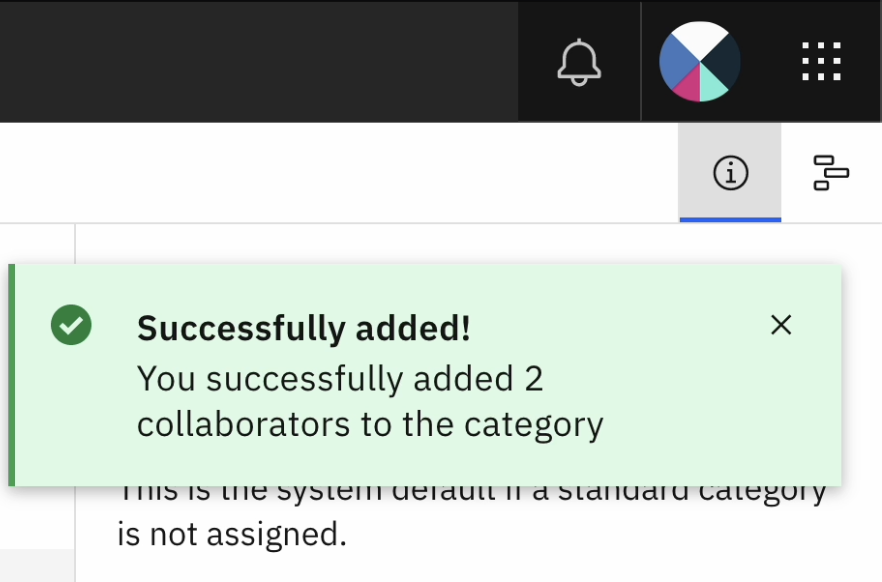 Successfully added!
You successfully added 2
collaborators to the category
This is the system default if a standard category
is not assigned.